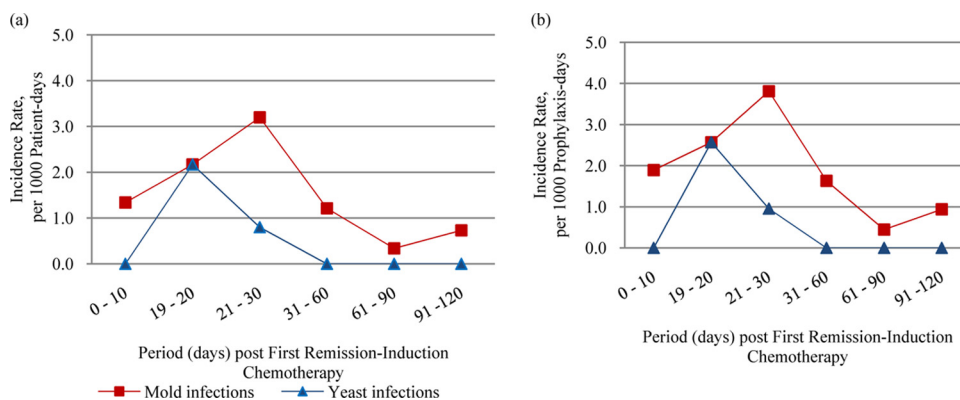 (a)
Incidence Rate,
per 1000 Patient-days
5.0
4.0
3.0
2.0
1.0
0.0
0 - 10
19 - 20
21 - 30
31 - 60
61 - 90
91 -120
Period (days) post First Remission-Induction
Chemotherapy
Mold infections
Yeast infections
(b)
Incidence Rate,
per 1000 Prophylaxis-days
5.0
4.0
3.0
2.0
1.0
0.0
0 - 10
19 - 20
21 - 30
31 - 60
61 - 90
91 -120
Period (days) post First Remission-Induction
Chemotherapy